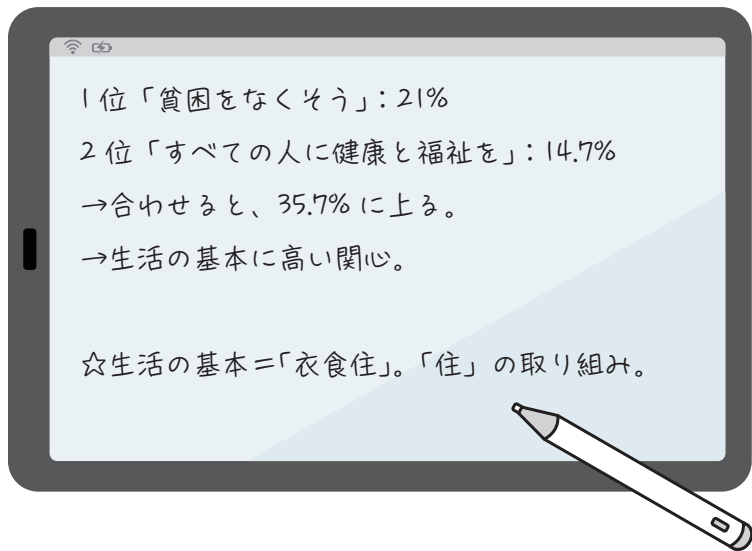 1位「貧困をなくそう」：21%
2位「すべての人に健康と福祉を」：14.7%
→合わせると、35.7%に上る。
→生活の基本に高い関心。
☆生活の基本＝「衣食住」。「住」の取り組み。